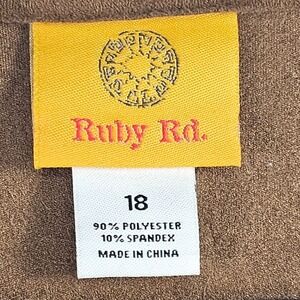 Ruby Rd.
18
90% POLYESTER
10% SPANDEX
MADE IN CHINA